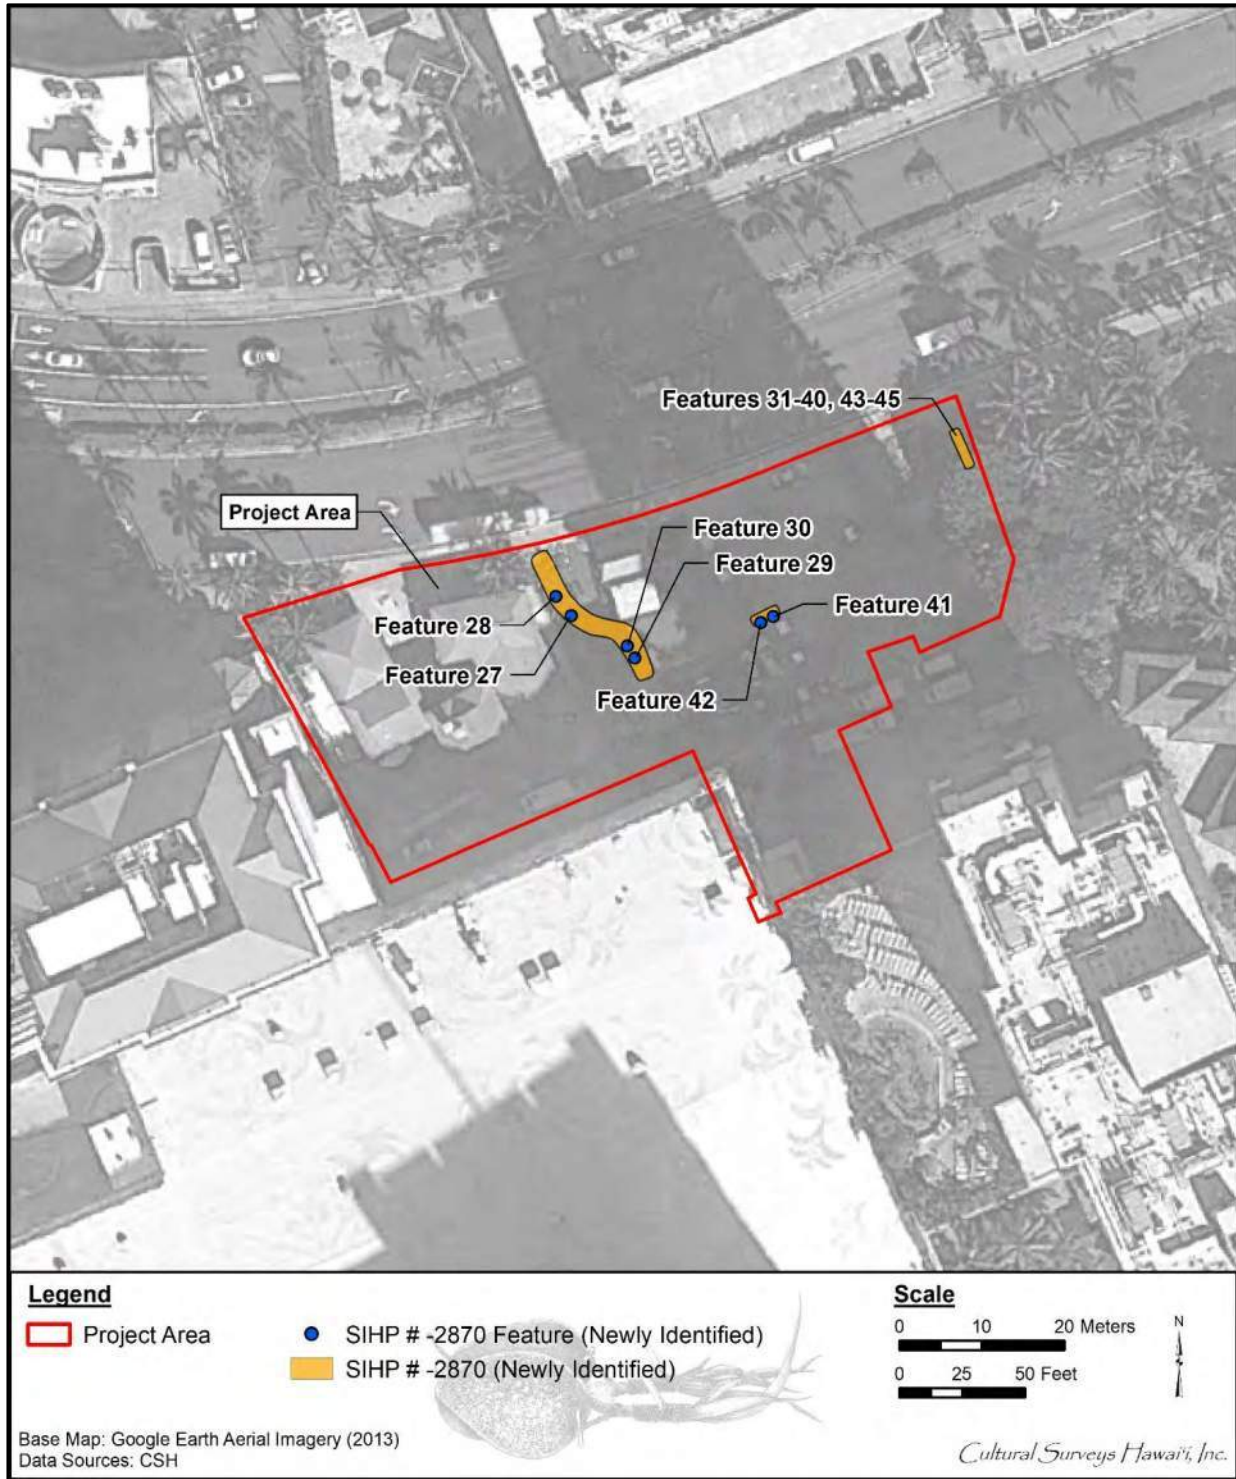 Features 31-40, 43-45
Project Area
Feature 30
Feature 29
Feature 28
Feature 41
Feature 27
Feature 42
Legend
Project Area
SIHP # -2870 Feature (Newly Identified)
SIHP # -2870 (Newly Identified)
Base Map: Google Earth Aerial Imagery (2013)
Data Sources: CSH
Scale
0 10 20 Meters
0 25 50 Feet
N
Cultural Surveys Hawai'i, Inc.